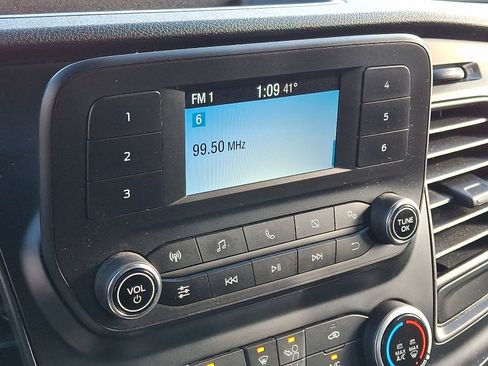 FM 1 1:09 41°
6
99.50 MHz
1
2
3
4
5
6
VOL
TUNE
OK
MAX
A/C
MAX